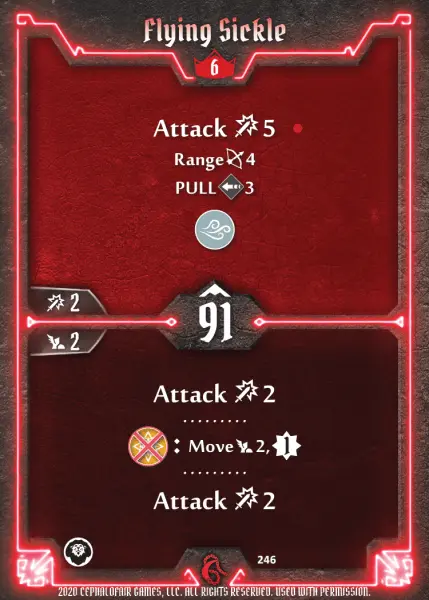 Flying Sickle
6
Attack 5
Range 4
PULL 3
2
91
2
Attack 2
: Move 2, 1
Attack 2
246
2020 CEPHALOFAIR GAMES, LLC. ALL RIGHTS RESERVED. USED WITH PERMISSION.